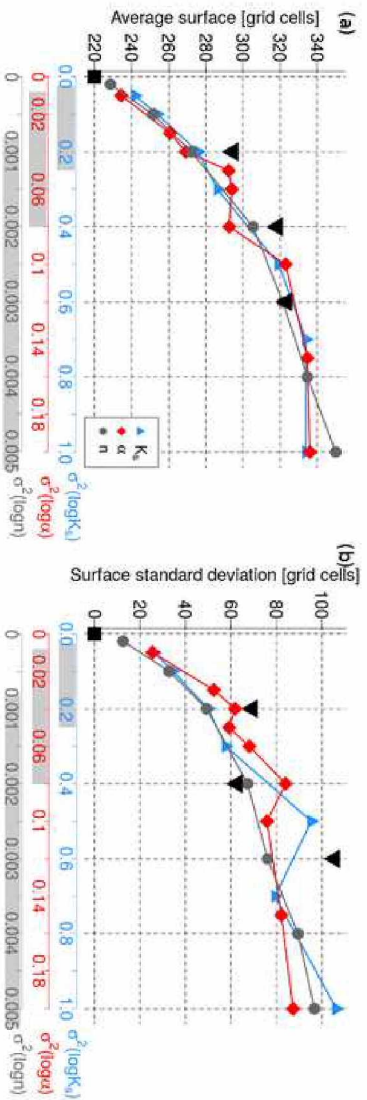 (a)
Average surface [grid cells]
220 240 260 280 300 320 340
0.0 0.2 0.4 0.6 0.8 1.0 σ²(logKₛ)
0 0.02 0.06 0.1 0.14 0.18 σ²(logα)
0 0.001 0.002 0.003 0.004 0.005 σ²(logn)
Kₛ
α
n
(b)
Surface standard deviation [grid cells]
0 20 40 60 80 100
0.0 0.2 0.4 0.6 0.8 1.0 σ²(logKₛ)
0 0.02 0.06 0.1 0.14 0.18 σ²(logα)
0 0.001 0.002 0.003 0.004 0.005 σ²(logn)